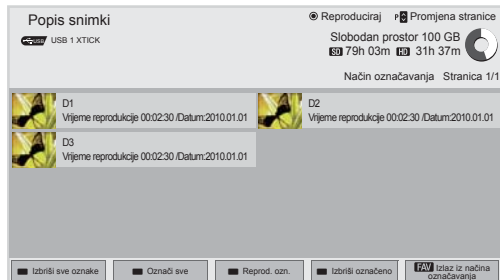 Popis snimki
Reproduciraj P Promjena stranice
USB USB 1 XTICK
Slobodan prostor 100 GB
SD 79h 03m HD 31h 37m
Način označavanja Stranica 1/1
D1
Vrijeme reprodukcije 00:02:30 /Datum:2010.01.01
D2
Vrijeme reprodukcije 00:02:30 /Datum:2010.01.01
D3
Vrijeme reprodukcije 00:02:30 /Datum:2010.01.01
Izbriši sve oznake
Označi sve
Reprod. ozn.
Izbriši označeno
FAV Izlaz iz načina
označavanja